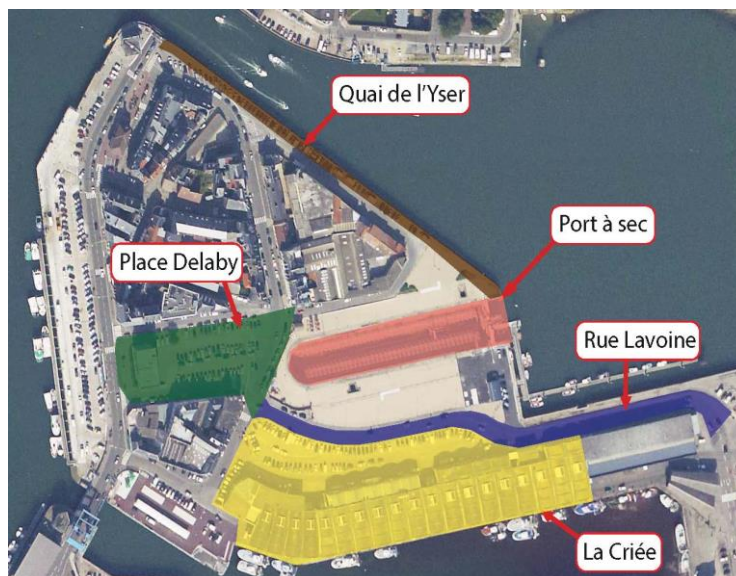 Quai de l'Yser
Port à sec
Place Delaby
Rue Lavoine
La Criée